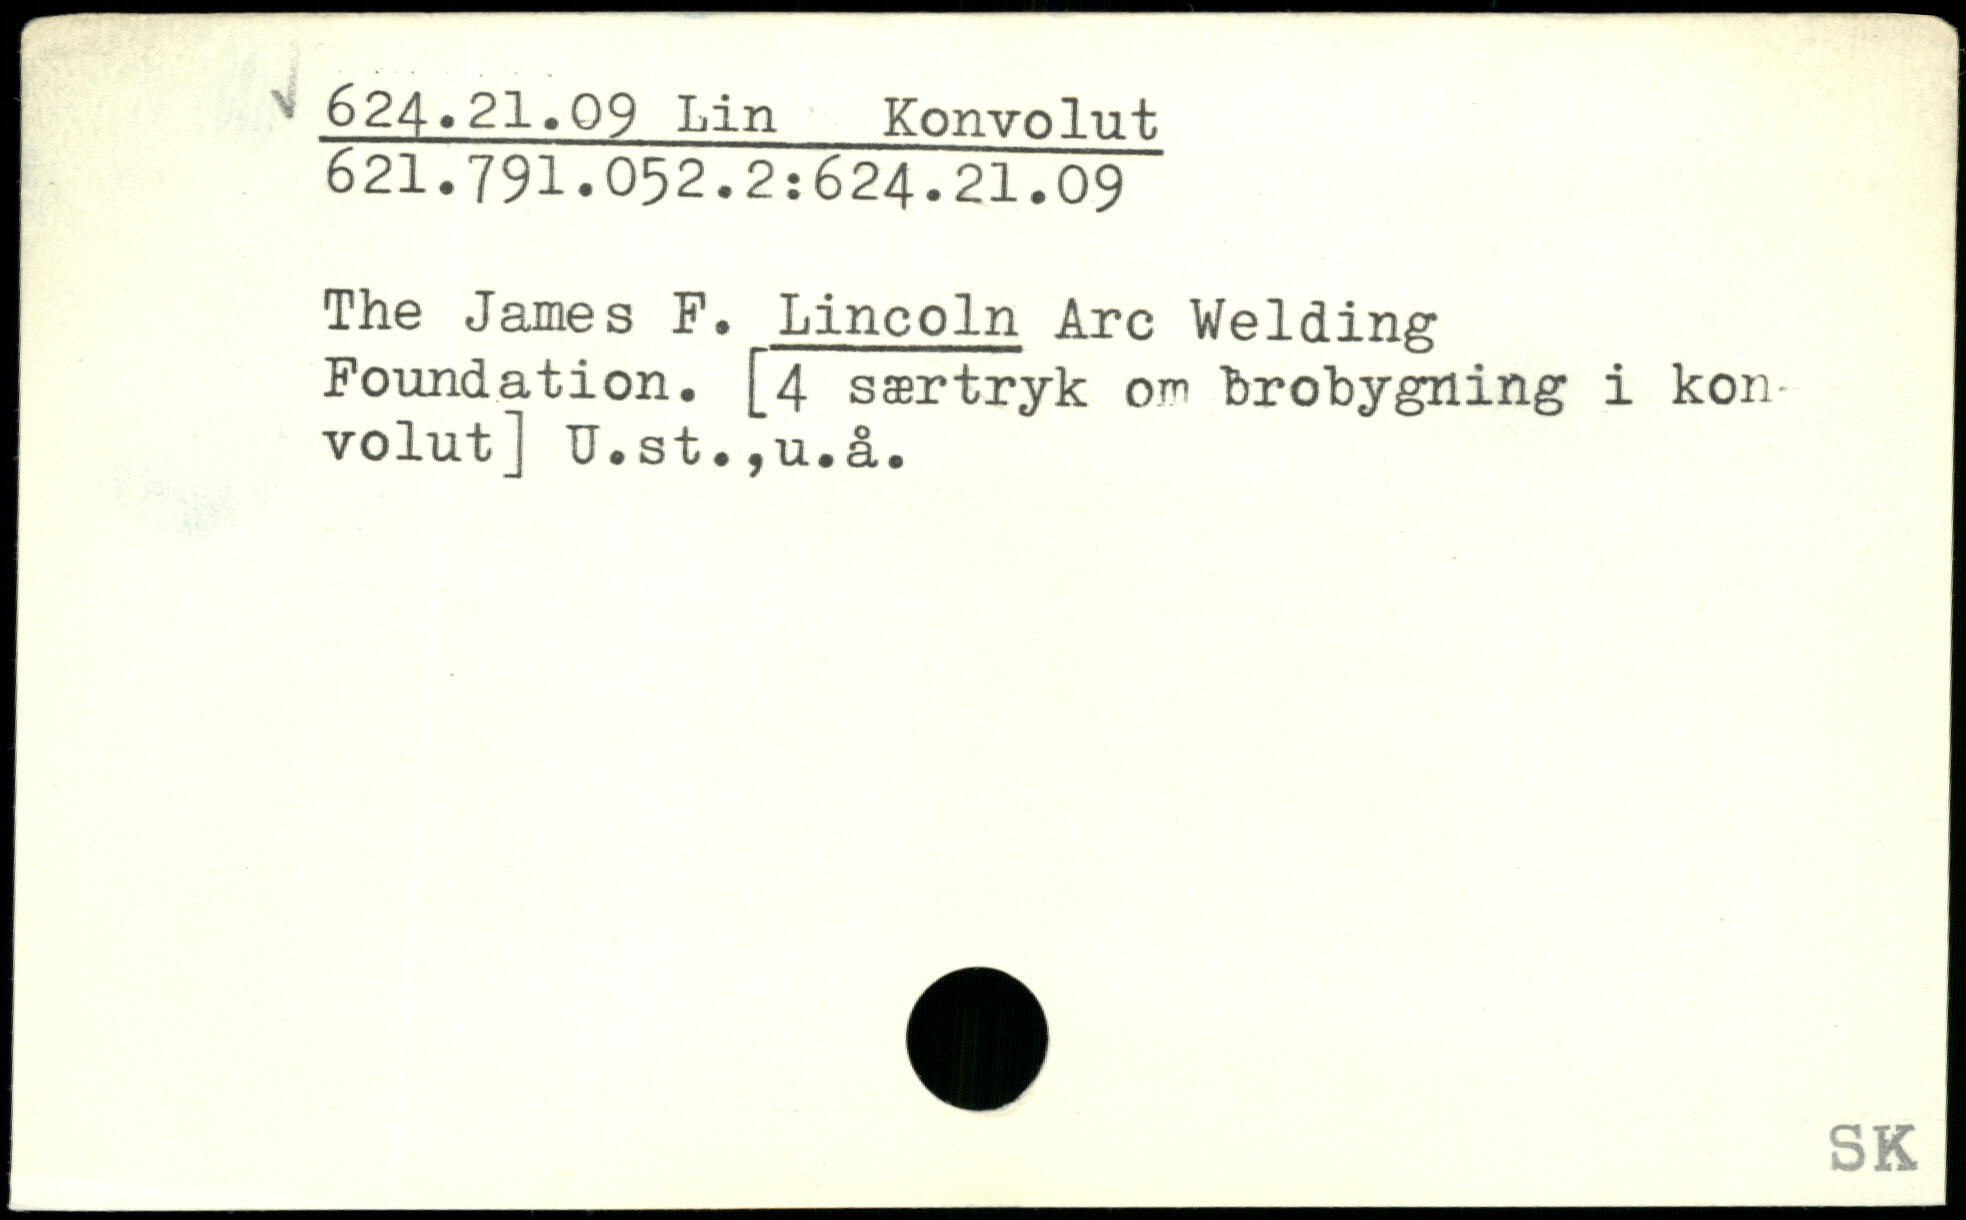 624.21.09 Lin Konvolut
621.791.052.2:624.21.09
The James F. Lincoln Arc Welding
Foundation. [4 særtryk om brobygning i kon-
volut] U.st.,u.å.
SK